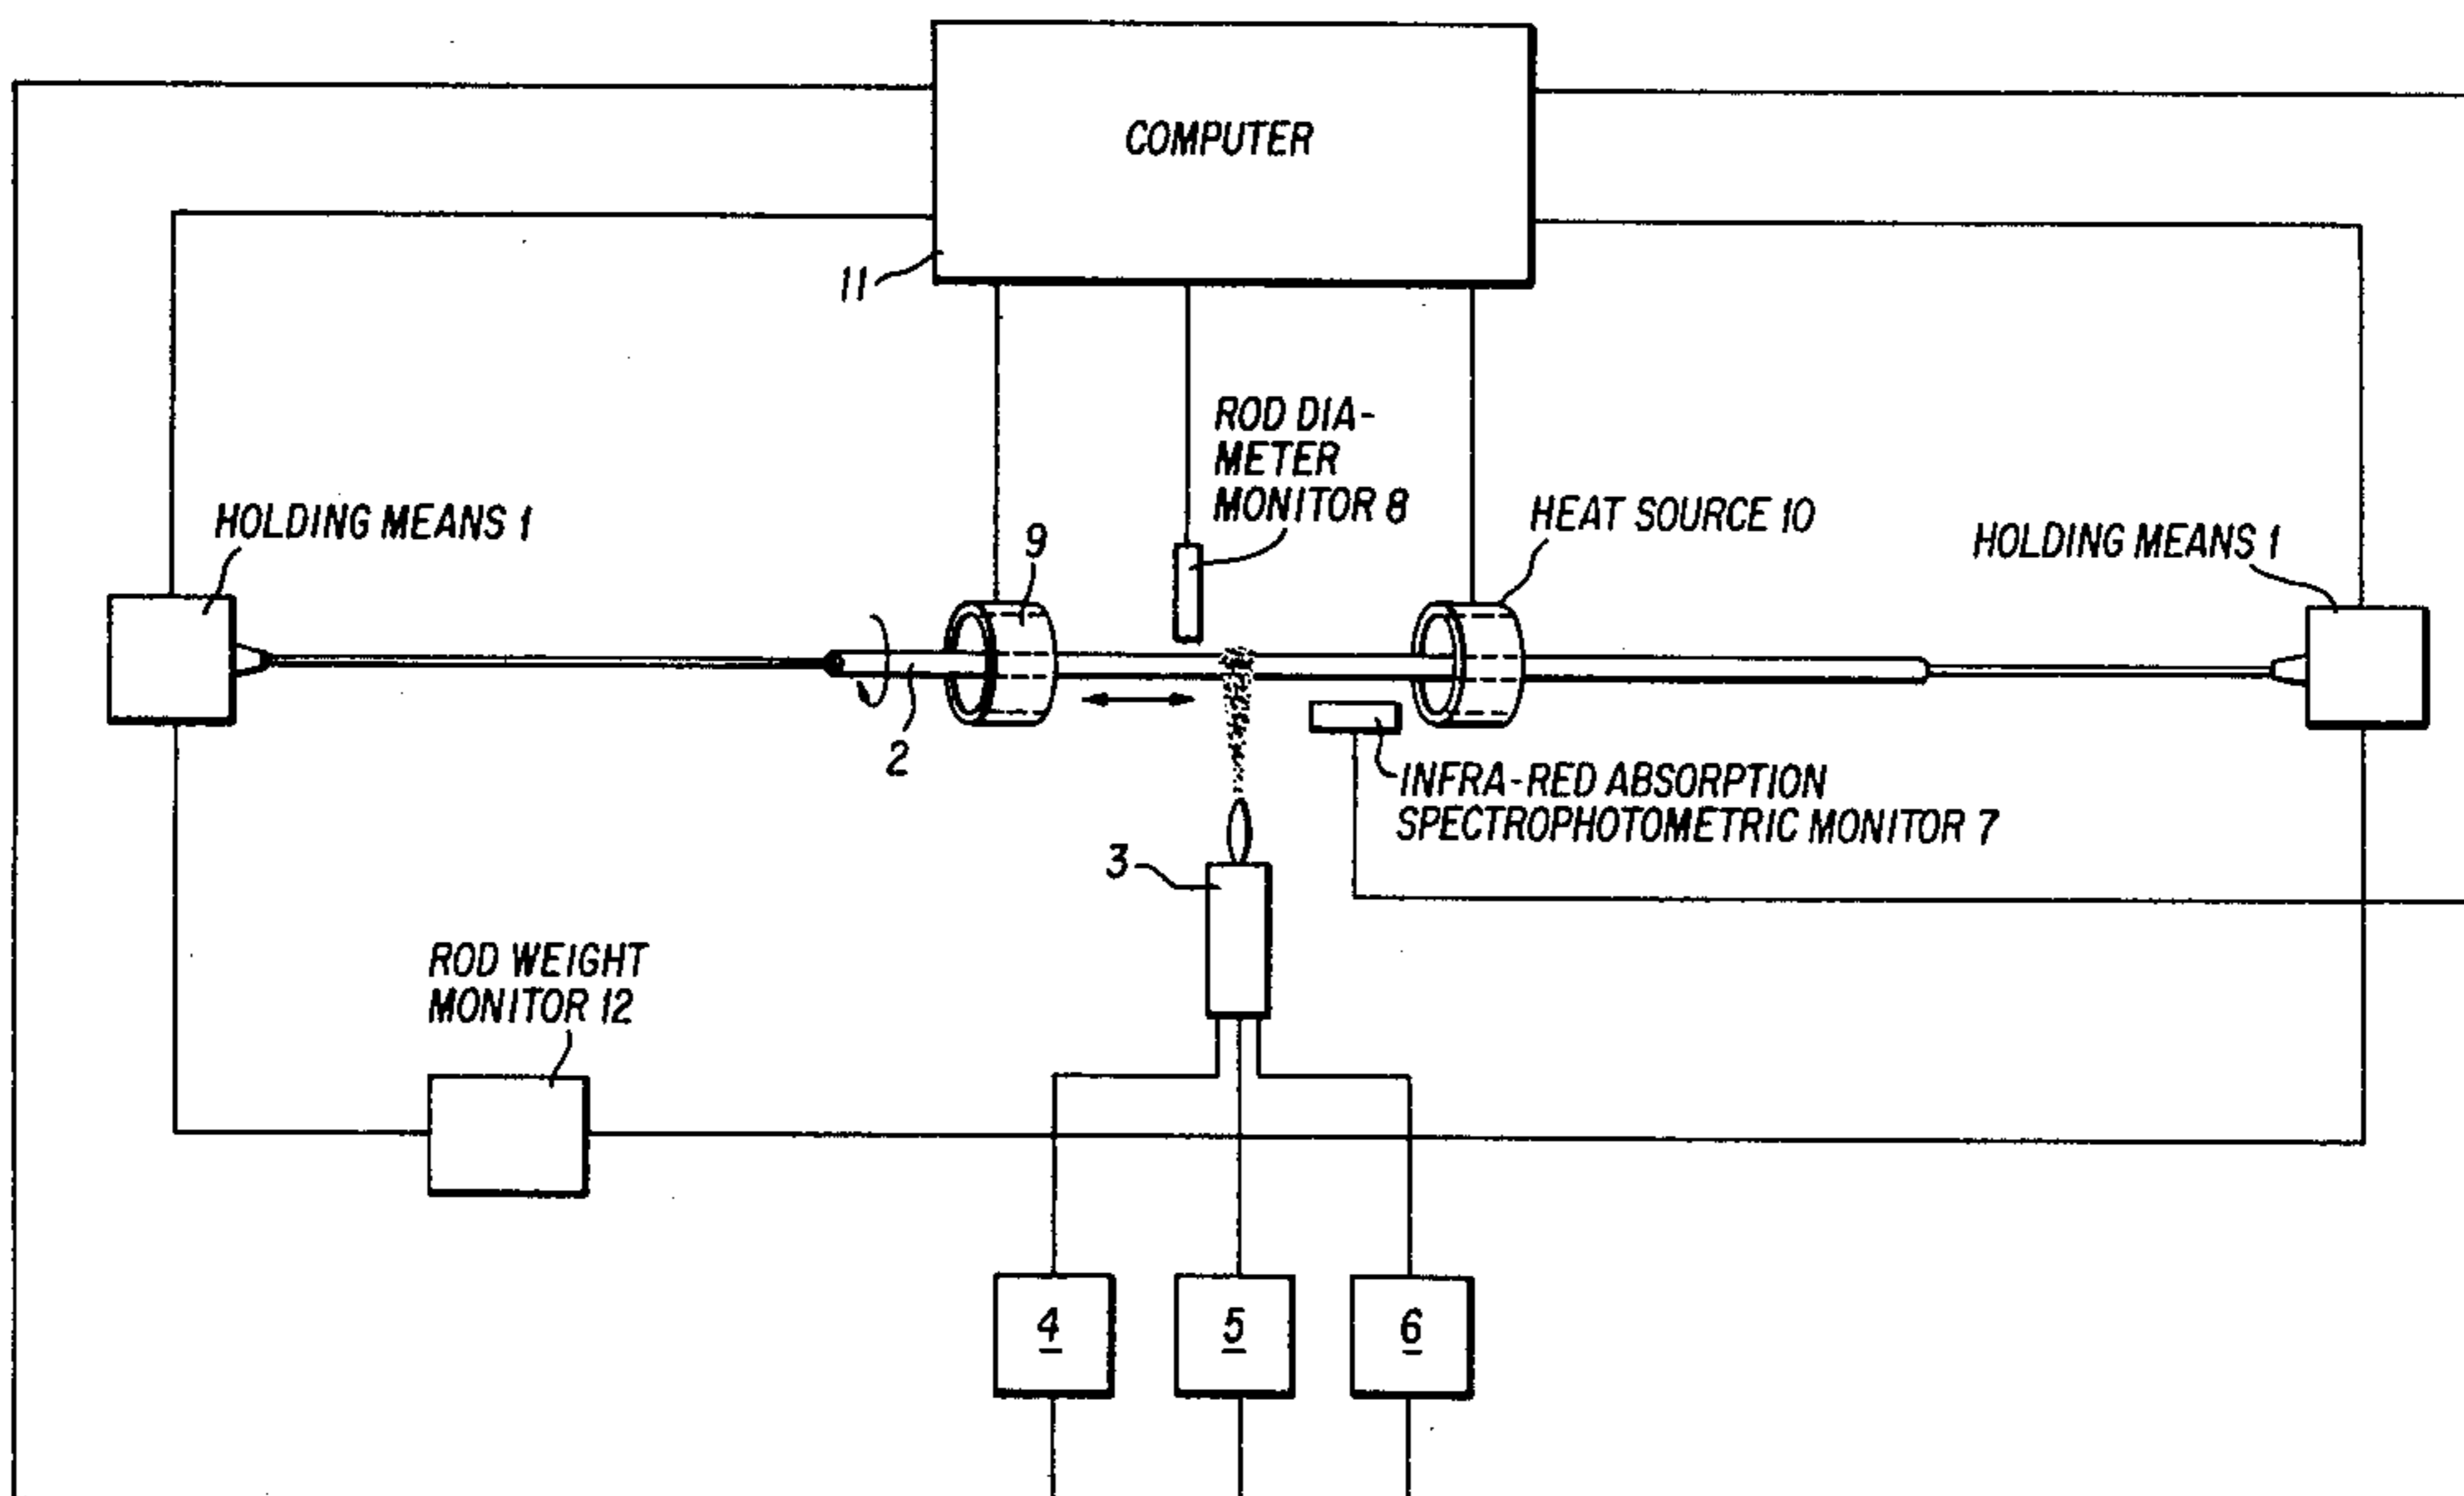 COMPUTER
11
ROD DIA-
METER
MONITOR 8
HOLDING MEANS 1
9
HEAT SOURCE 10
HOLDING MEANS 1
2
INFRA-RED ABSORPTION
SPECTROPHOTOMETRIC MONITOR 7
3
ROD WEIGHT
MONITOR 12
4
5
6